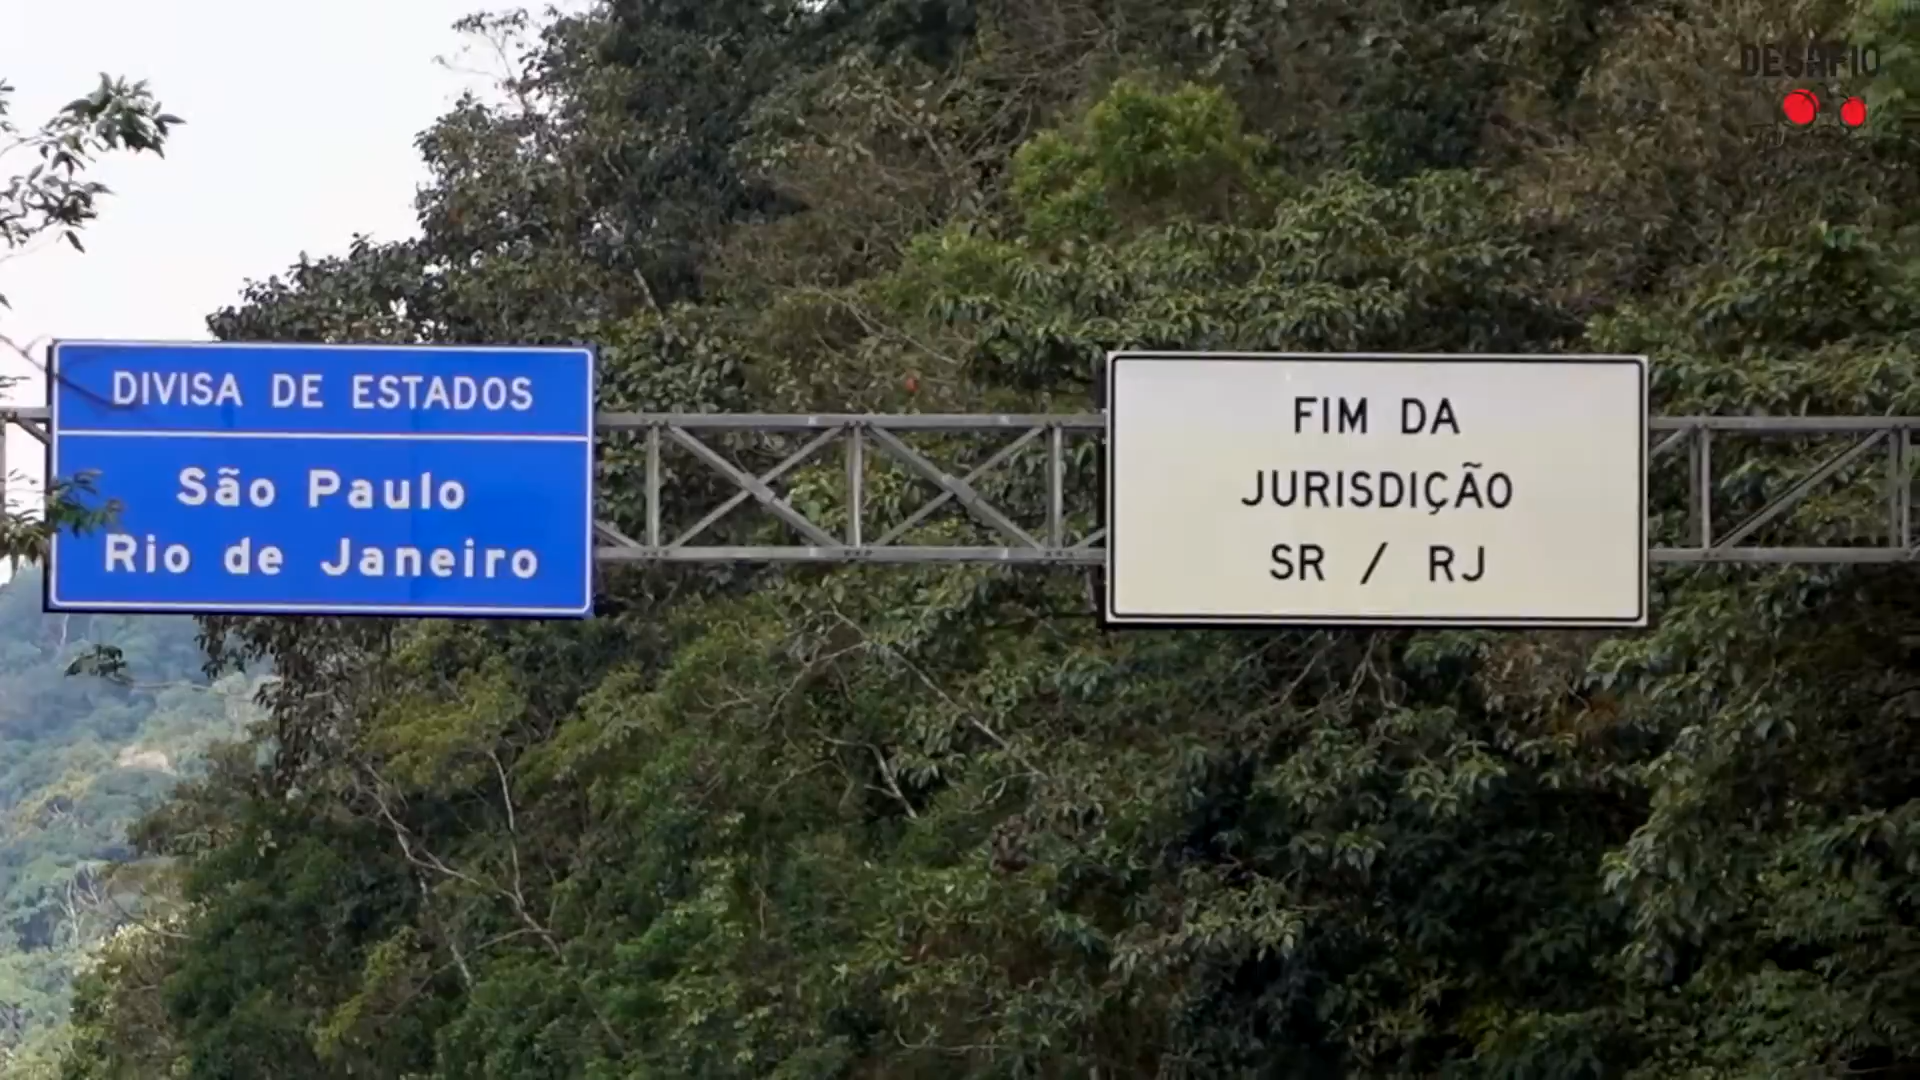 DESAFIO
DIVISA DE ESTADOS
São Paulo
Rio de Janeiro
FIM DA
JURISDIÇÃO
SR / RJ